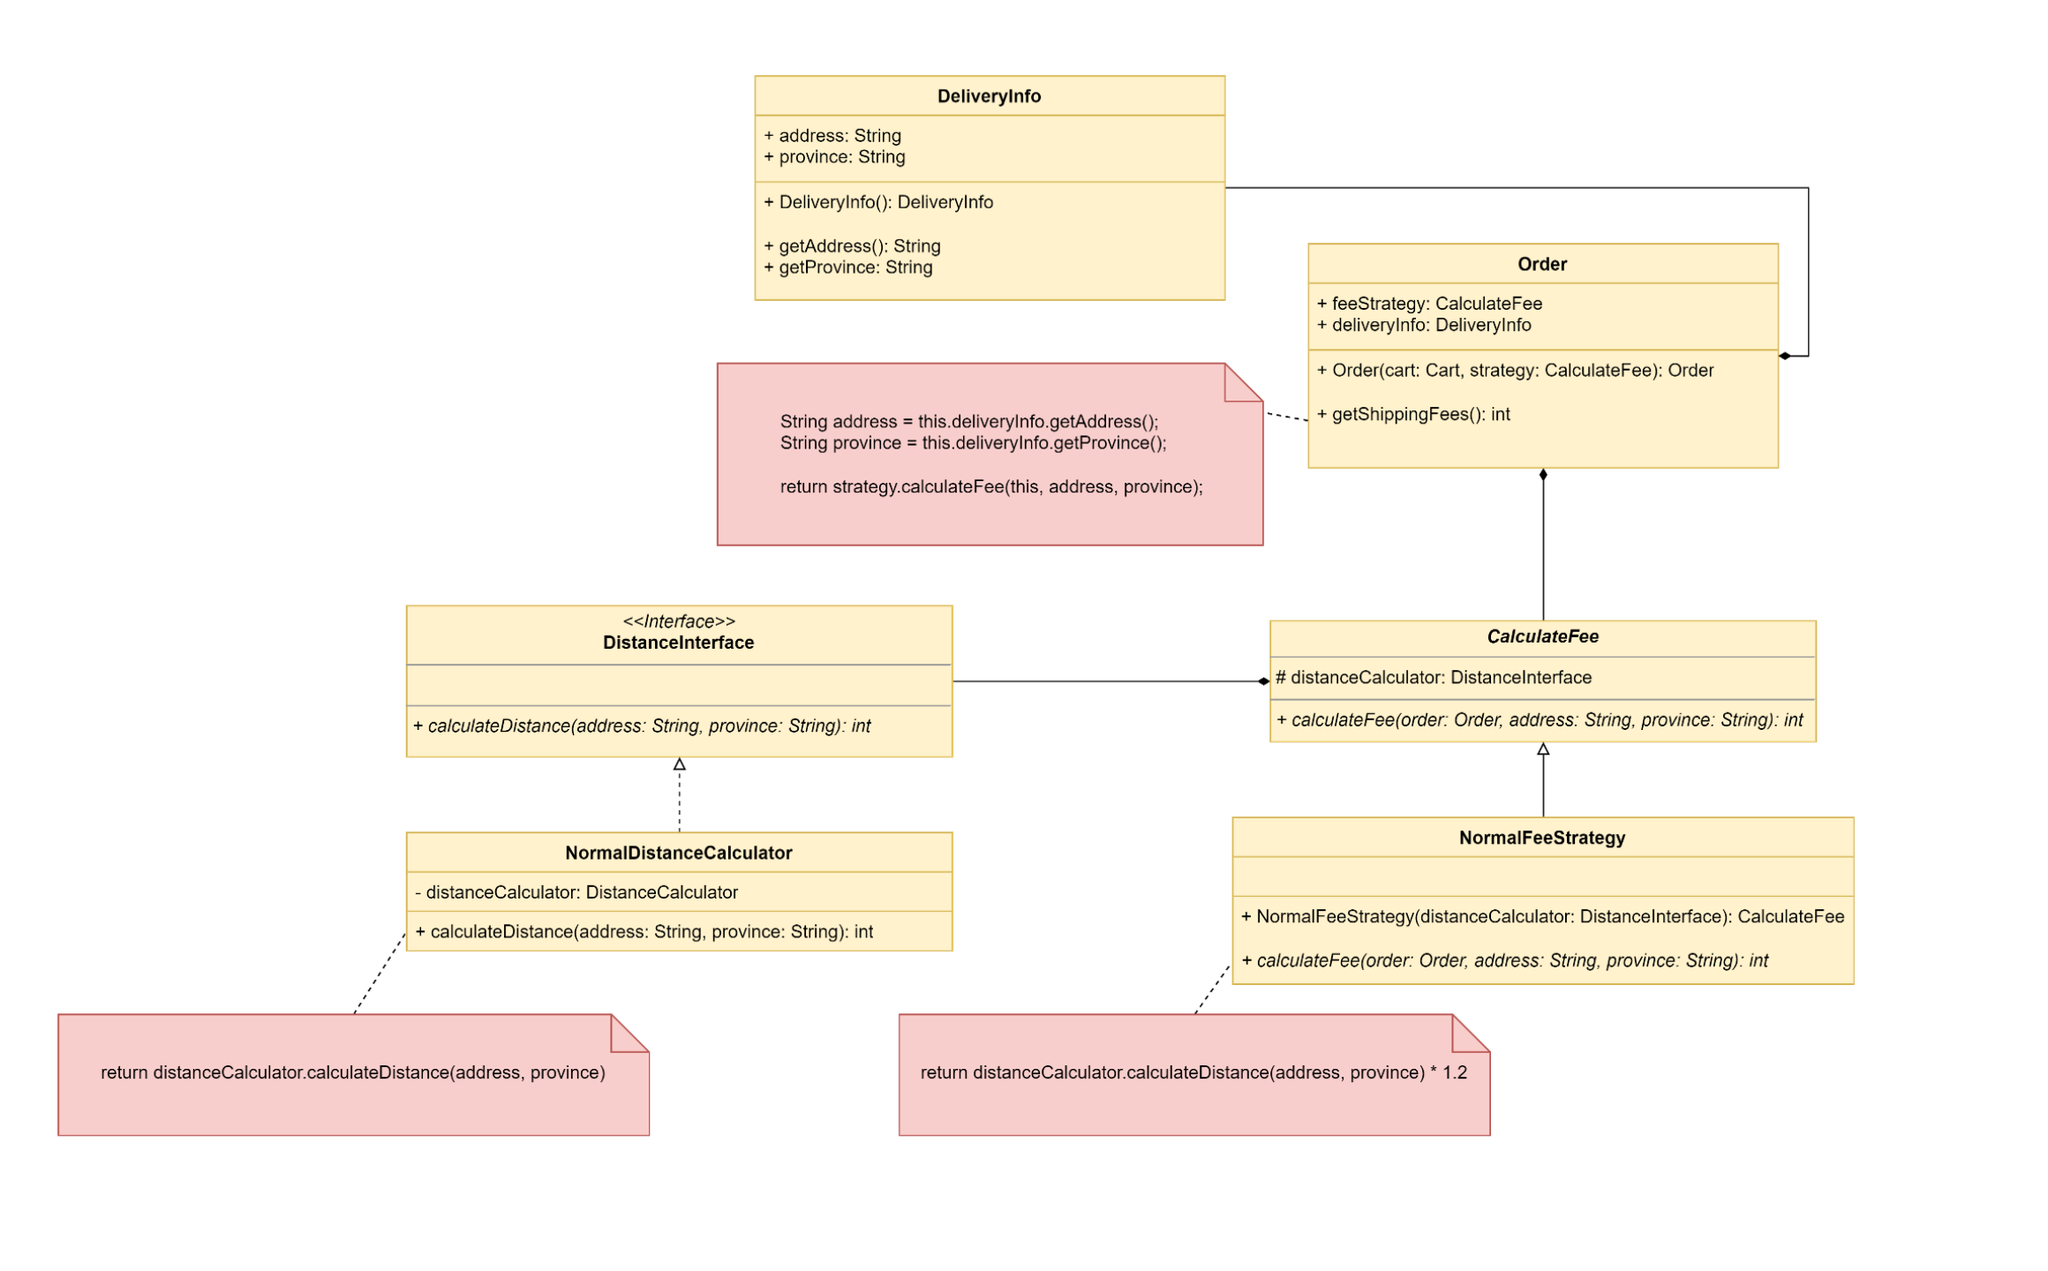 DeliveryInfo
+ address: String
+ province: String
+ DeliveryInfo(): DeliveryInfo
+ getAddress(): String
+ getProvince: String
Order
+ feeStrategy: CalculateFee
+ deliveryInfo: DeliveryInfo
+ Order(cart: Cart, strategy: CalculateFee): Order
+ getShippingFees(): int
String address = this.deliveryInfo.getAddress();
String province = this.deliveryInfo.getProvince();
return strategy.calculateFee(this, address, province);
<<Interface>>
DistanceInterface
+ calculateDistance(address: String, province: String): int
CalculateFee
# distanceCalculator: DistanceInterface
+ calculateFee(order: Order, address: String, province: String): int
NormalDistanceCalculator
- distanceCalculator: DistanceCalculator
+ calculateDistance(address: String, province: String): int
NormalFeeStrategy
+ NormalFeeStrategy(distanceCalculator: DistanceInterface): CalculateFee
+ calculateFee(order: Order, address: String, province: String): int
return distanceCalculator.calculateDistance(address, province)
return distanceCalculator.calculateDistance(address, province) * 1.2